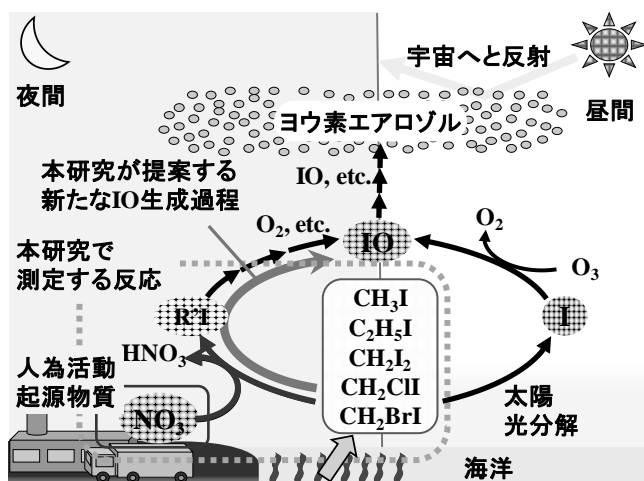 宇宙へと反射
夜間
昼間
ヨウ素エアロゾル
本研究が提案する
新たなIO生成過程
IO, etc.
O2, etc.
O2
IO
O3
本研究で
測定する反応
CH3I
C2H5I
CH2I2
CH2ClI
CH2BrI
R'I
I
HNO3
人為活動
起源物質
NO3
太陽
光分解
海洋